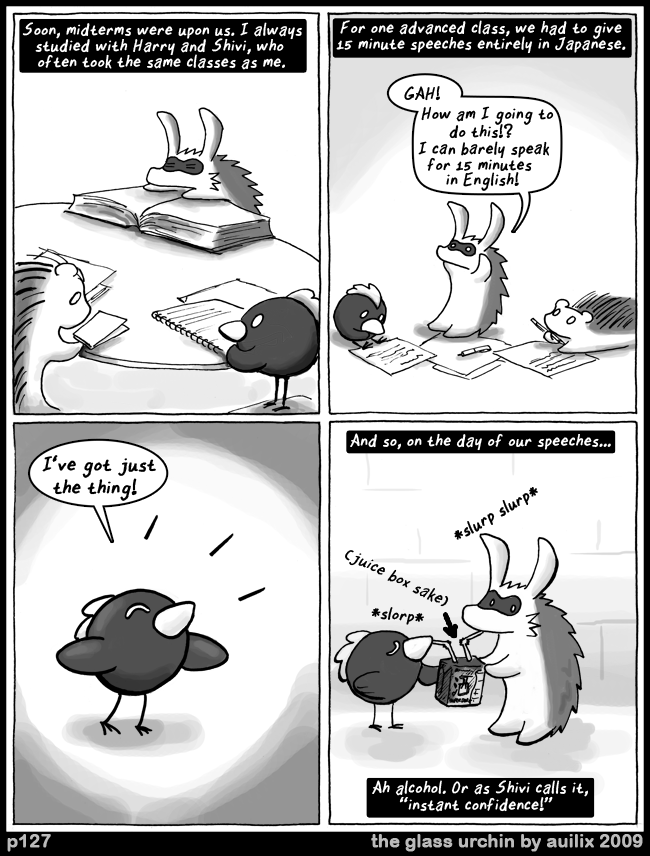 Soon, midterms were upon us. I always
studied with Harry and Shivi, who
often took the same classes as me.
For one advanced class, we had to give
15 minute speeches entirely in Japanese.
GAH!
How am I going to
do this!?
I can barely speak
for 15 minutes
in English!
I've got just
the thing!
And so, on the day of our speeches...
*slurp slurp*
(juice box sake)
*slorp*
Ah alcohol. Or as Shivi calls it,
"instant confidence!"
p127
the glass urchin by auilix 2009